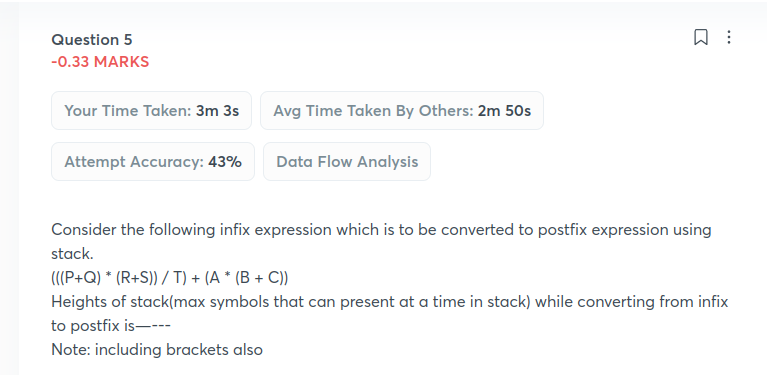 Question 5
-0.33 MARKS
Your Time Taken: 3m 3s
Avg Time Taken By Others: 2m 50s
Attempt Accuracy: 43%
Data Flow Analysis
Consider the following infix expression which is to be converted to postfix expression using
stack.
(((P+Q) * (R+S)) / T) + (A * (B + C))
Heights of stack(max symbols that can present at a time in stack) while converting from infix
to postfix is—---
Note: including brackets also